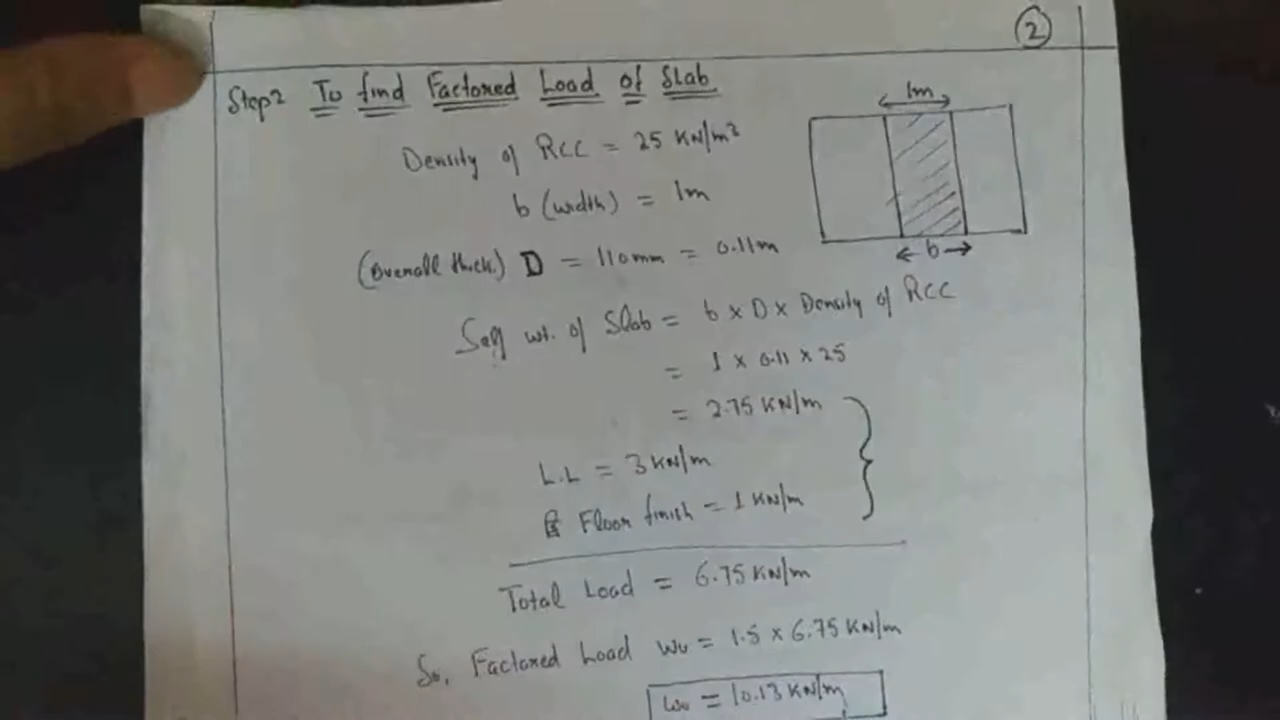 2
Step2 To find Factored Load of Slab
1m
Density of RCC = 25 KN/m³
b (width) = 1m
(Overall thick.) D = 110mm = 0.11m
b
Self wt. of Slab = b × D × Density of RCC
= 1 × 0.11 × 25
= 2.75 KN/m
L.L = 3 KN/m
Floor finish = 1 KN/m
Total Load = 6.75 KN/m
So, Factored Load Wu = 1.5 × 6.75 KN/m
Wu = 10.13 KN/m